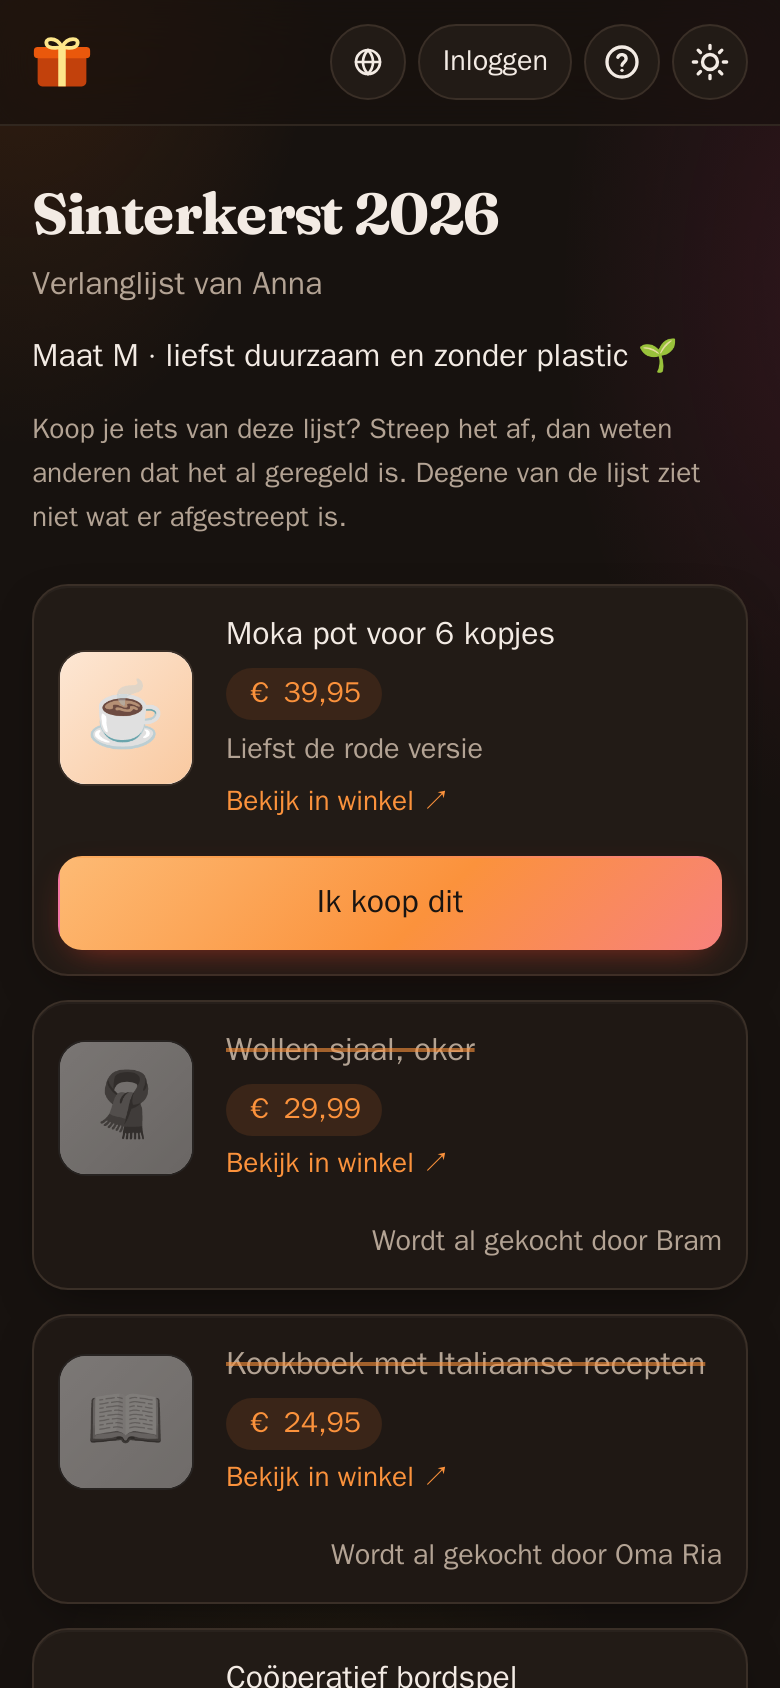 Inloggen
Sinterkerst 2026
Verlanglijst van Anna
Maat M · liefst duurzaam en zonder plastic 🌱
Koop je iets van deze lijst? Streep het af, dan weten
anderen dat het al geregeld is. Degene van de lijst ziet
niet wat er afgestreept is.
Moka pot voor 6 kopjes
€ 39,95
Liefst de rode versie
Bekijk in winkel ↗
Ik koop dit
Wollen sjaal, oker
€ 29,99
Bekijk in winkel ↗
Wordt al gekocht door Bram
Kookboek met Italiaanse recepten
€ 24,95
Bekijk in winkel ↗
Wordt al gekocht door Oma Ria
Coöperatief bordspel